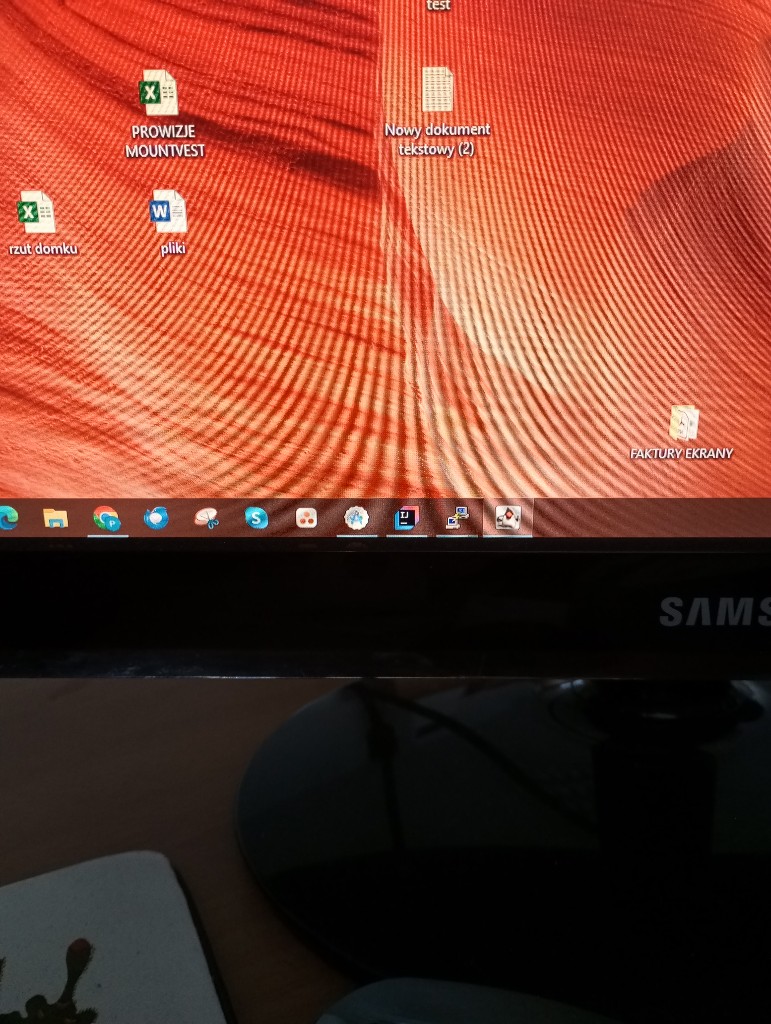 test
PROWIZJE
MOUNTVEST
Nowy dokument
tekstowy (2)
rzut domku
pliki
FAKTURY EKRANY
SAMS